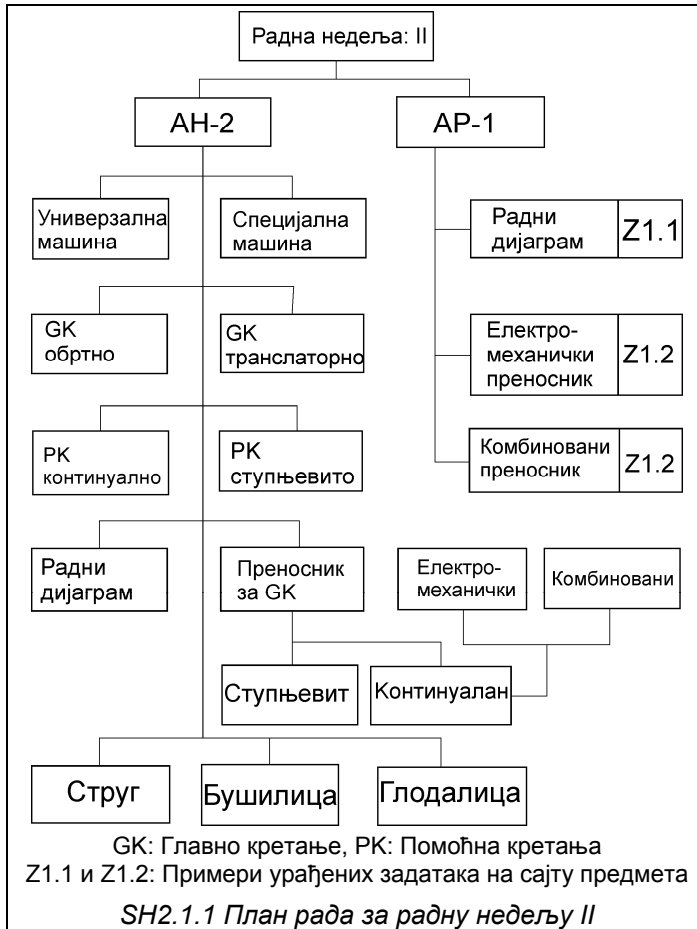 Радна недеља: II
АН-2
АР-1
Универзална
машина
Специјална
машина
Радни
дијаграм
Z1.1
GK
обртно
GK
транслаторно
Електро-
механички
преносник
Z1.2
PK
континуално
PK
ступњевито
Комбиновани
преносник
Z1.2
Радни
дијаграм
Преносник
за GK
Електро-
механички
Комбиновани
Ступњевит
Континуалан
Струг
Бушилица
Глодалица
GK: Главно кретање, PK: Помоћна кретања
Z1.1 и Z1.2: Примери урађених задатака на сајту предмета
SH2.1.1 План рада за радну недељу II